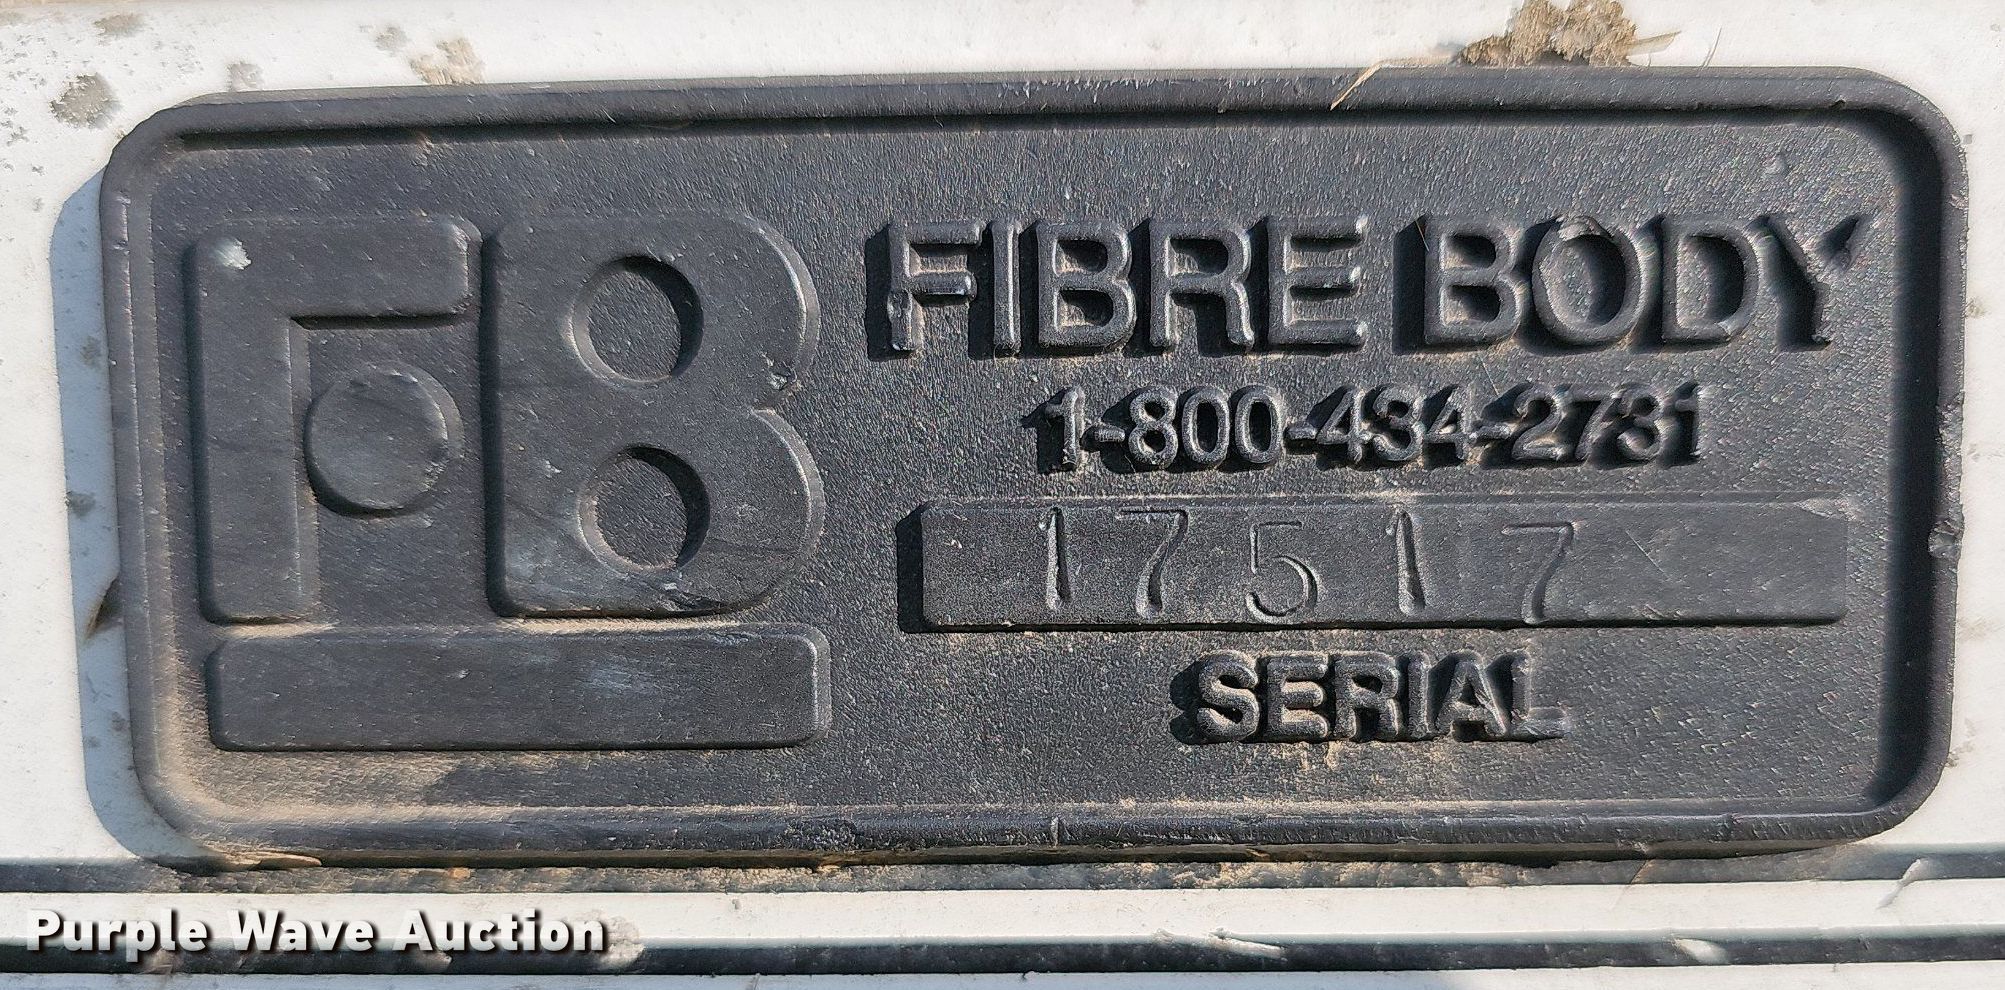 FB
FIBRE BODY
1-800-434-2731
17517
SERIAL
Purple Wave Auction